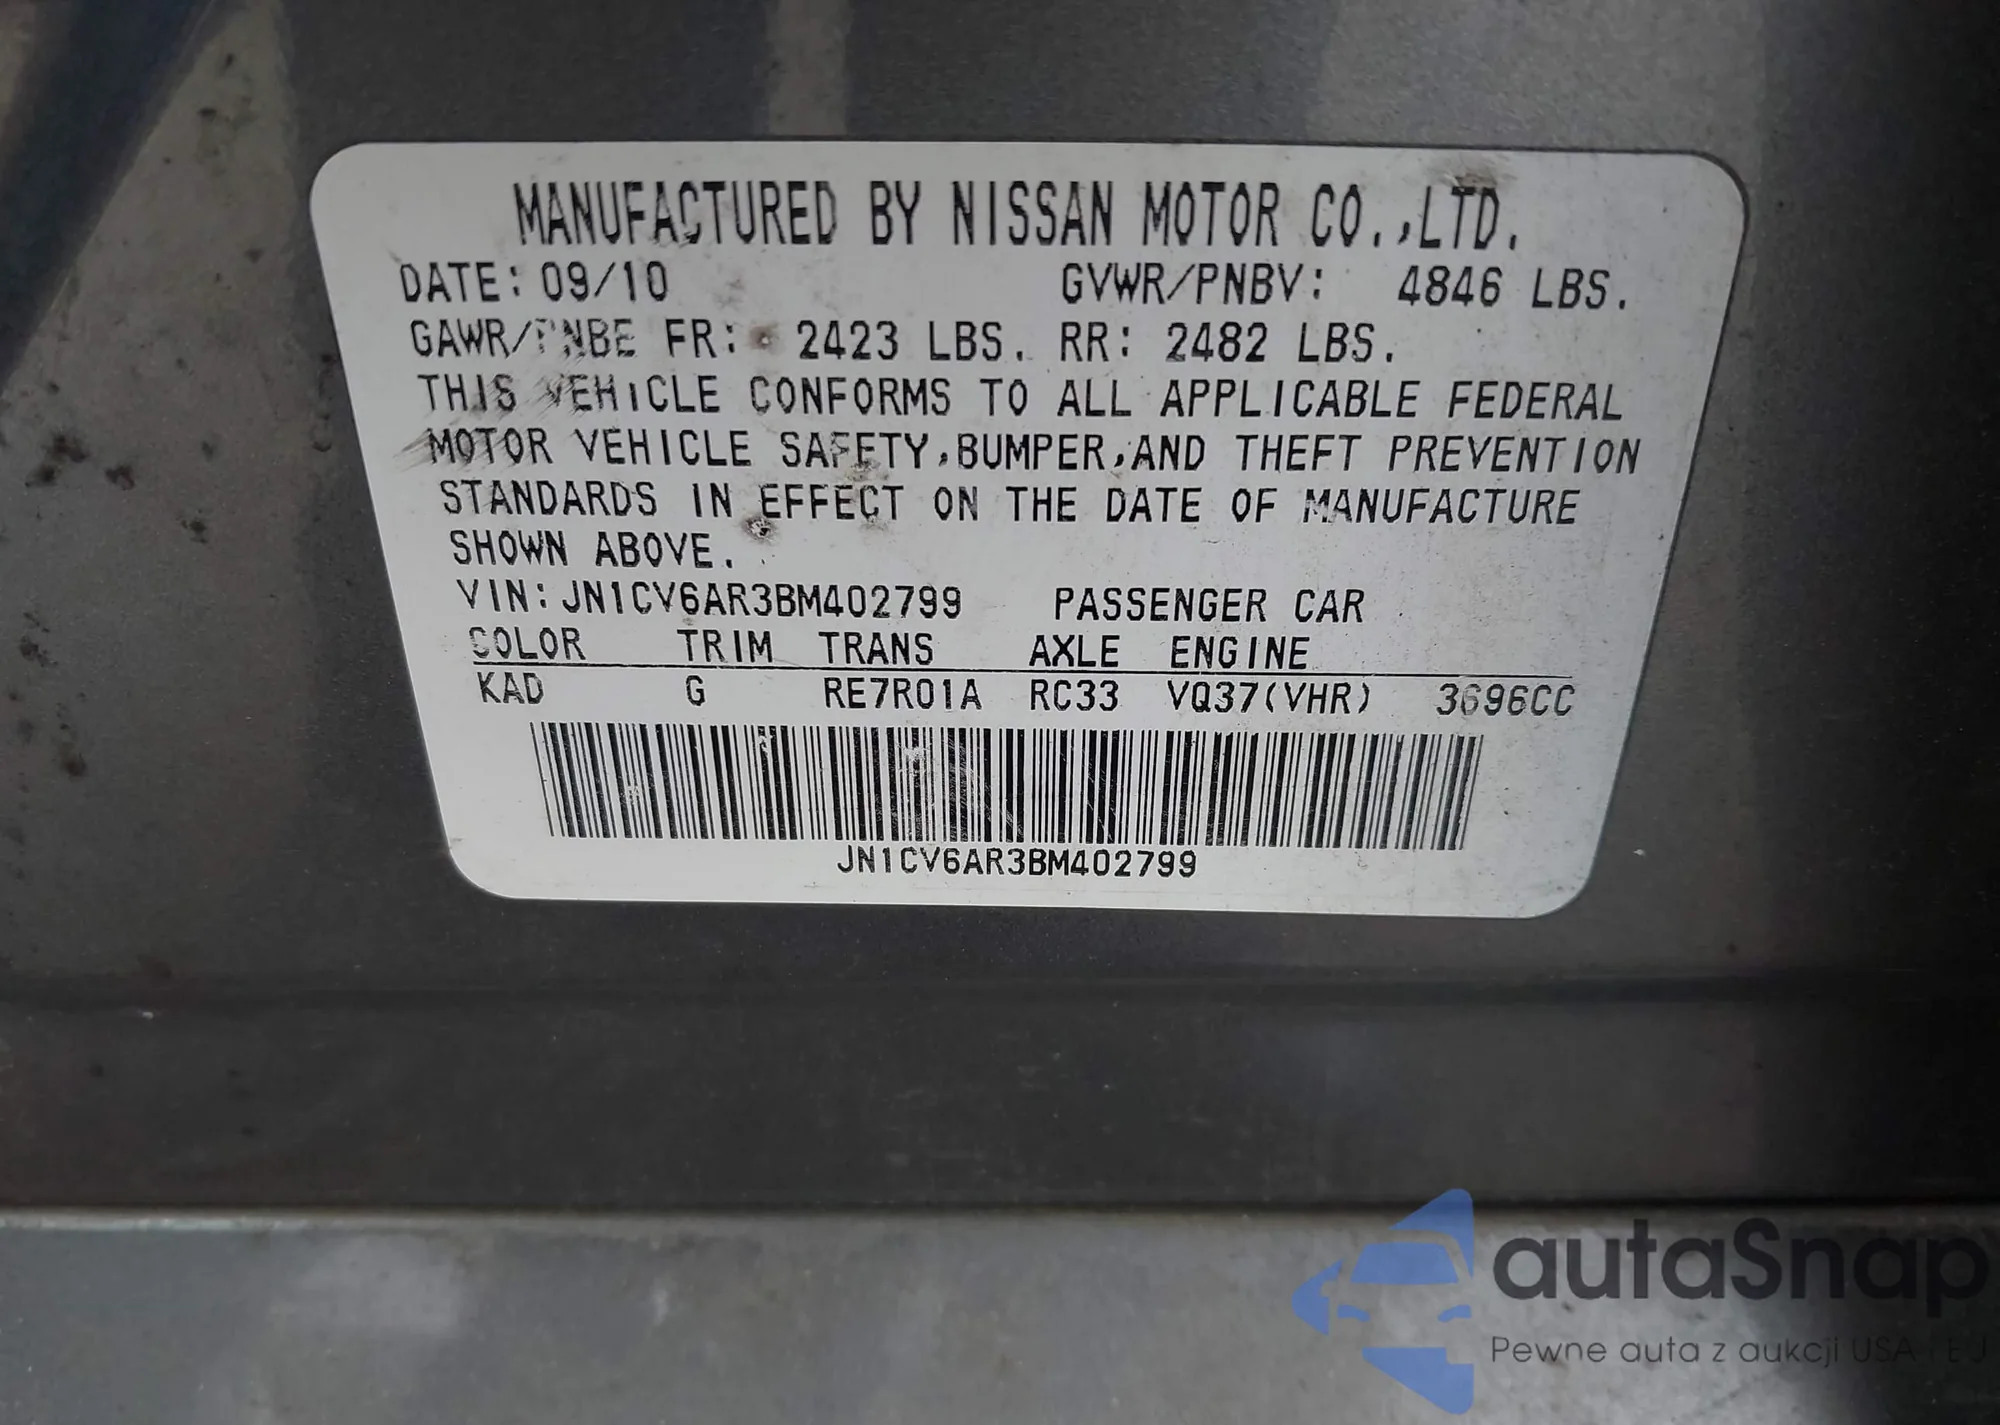 MANUFACTURED BY NISSAN MOTOR CO.,LTD.
DATE: 09/10 GVWR/PNBV: 4846 LBS.
GAWR/PNBE FR: 2423 LBS. RR: 2482 LBS.
THIS VEHICLE CONFORMS TO ALL APPLICABLE FEDERAL
MOTOR VEHICLE SAFETY,BUMPER,AND THEFT PREVENTION
STANDARDS IN EFFECT ON THE DATE OF MANUFACTURE
SHOWN ABOVE.
VIN:JN1CV6AR3BM402799 PASSENGER CAR
COLOR TRIM TRANS AXLE ENGINE
KAD G RE7R01A RC33 VQ37(VHR) 3696CC
JN1CV6AR3BM402799
autaSnap
Pewne auta z aukcji USA i EU